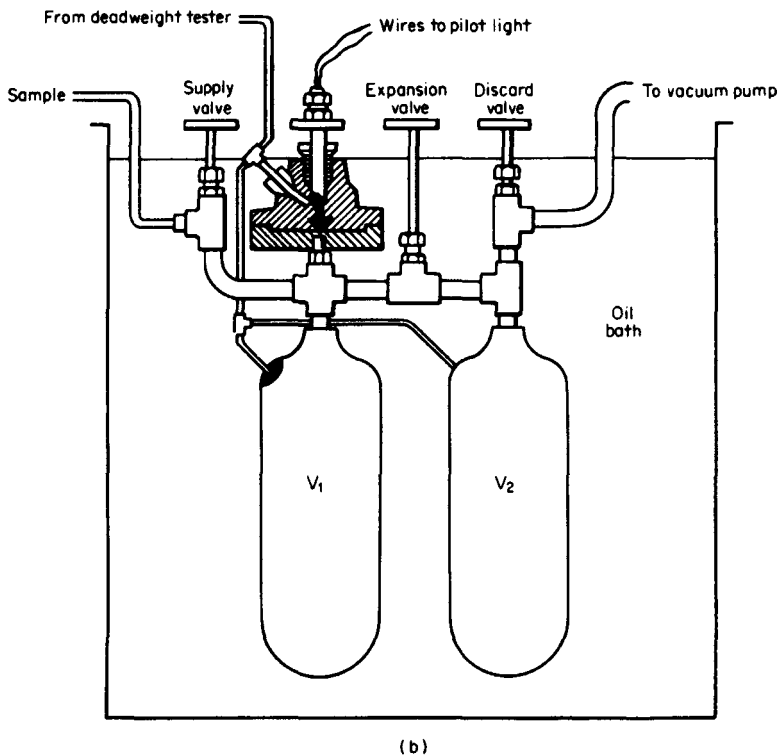 From deadweight tester
Wires to pilot light
Sample
Supply
valve
Expansion
valve
Discard
valve
To vacuum pump
Oil
bath
V₁
V₂
(b)